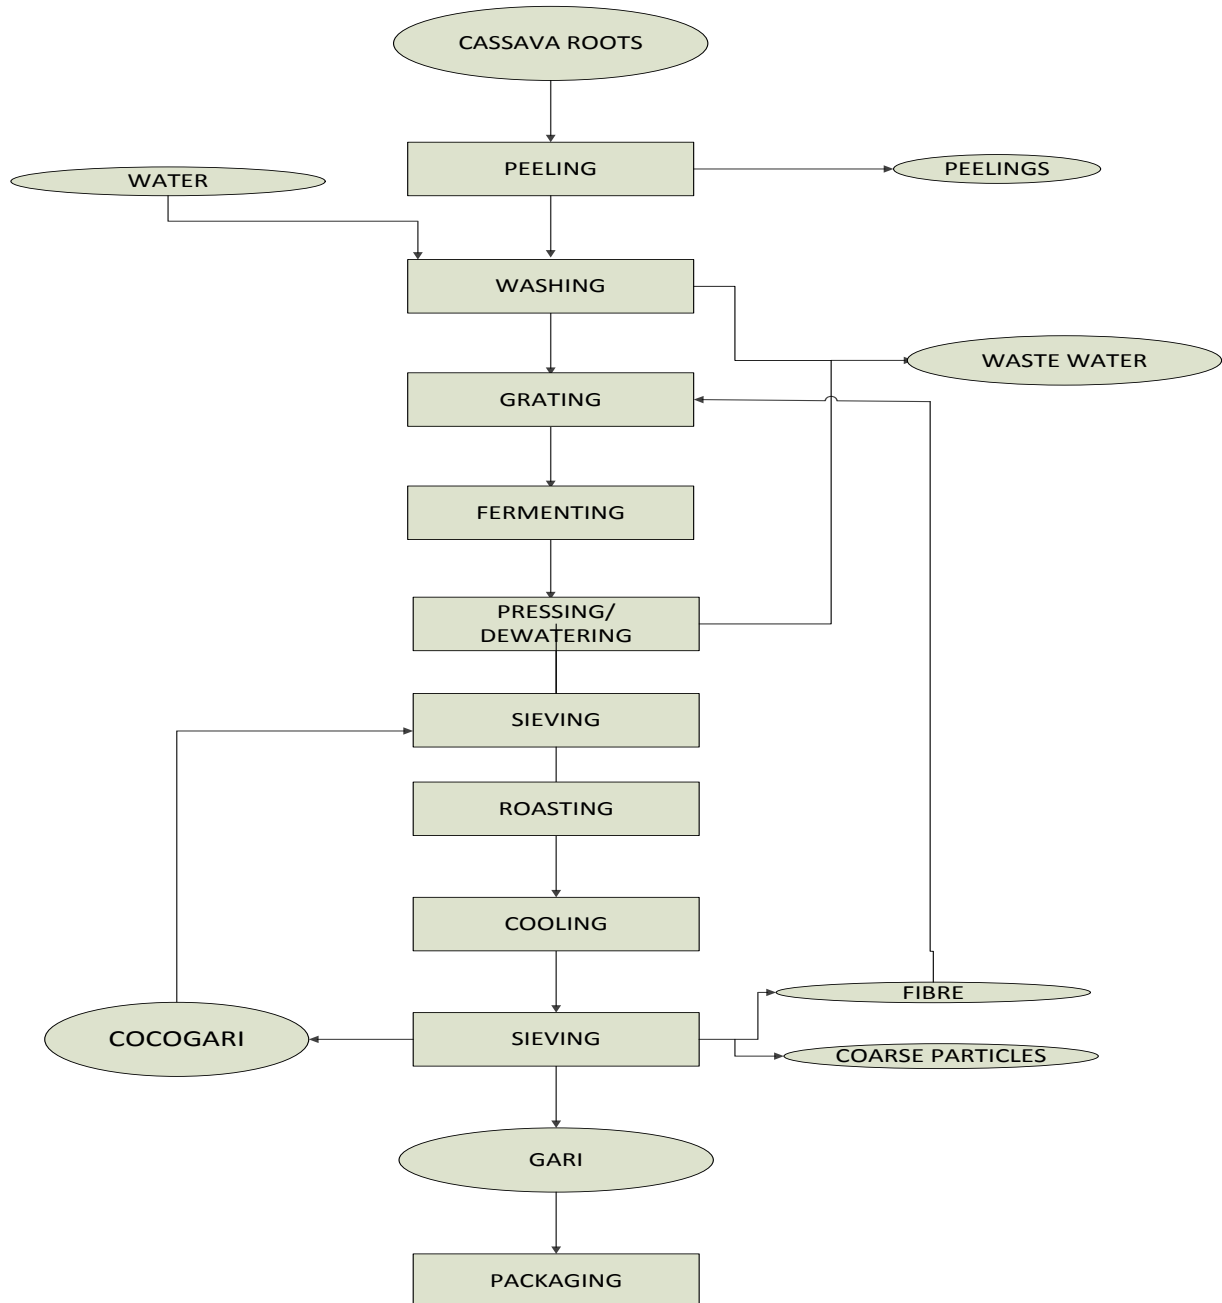 CASSAVA ROOTS
PEELING
PEELINGS
WATER
WASHING
WASTE WATER
GRATING
FERMENTING
PRESSING/
DEWATERING
SIEVING
ROASTING
COOLING
FIBRE
COCOGARI
SIEVING
COARSE PARTICLES
GARI
PACKAGING